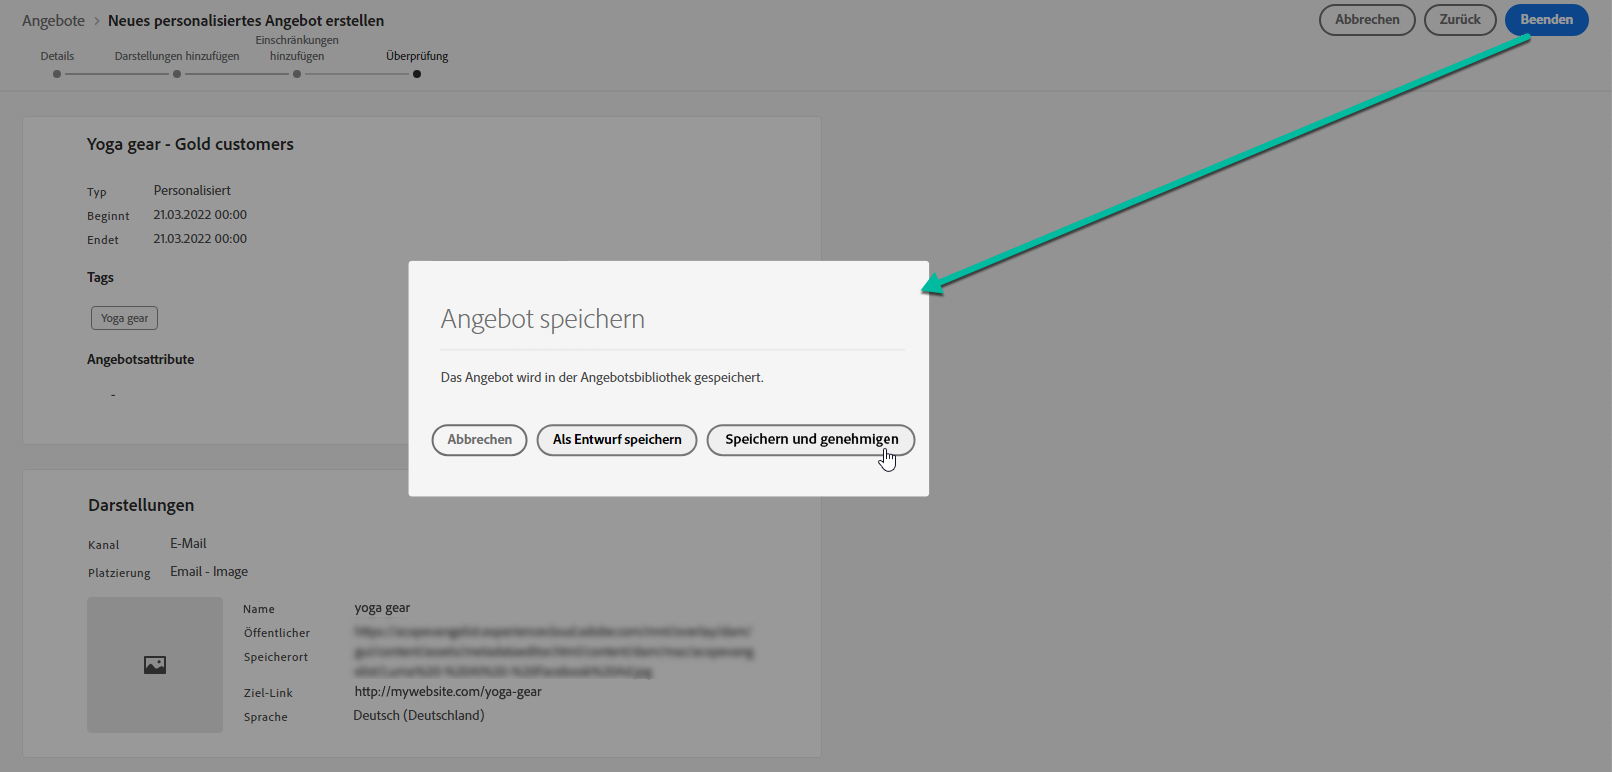 Angebote > Neues personalisiertes Angebot erstellen
Abbrechen Zurück Beenden
Details
Darstellungen hinzufügen
Einschränkungen
hinzufügen
Überprüfung
Yoga gear - Gold customers
Typ Personalisiert
Beginnt 21.03.2022 00:00
Endet 21.03.2022 00:00
Tags
Yoga gear
Angebotsattribute
-
Angebot speichern
Das Angebot wird in der Angebotsbibliothek gespeichert.
Abbrechen Als Entwurf speichern Speichern und genehmigen
Darstellungen
Kanal E-Mail
Platzierung Email - Image
Name yoga gear
Öffentlicher
Speicherort
Ziel-Link http://mywebsite.com/yoga-gear
Sprache Deutsch (Deutschland)